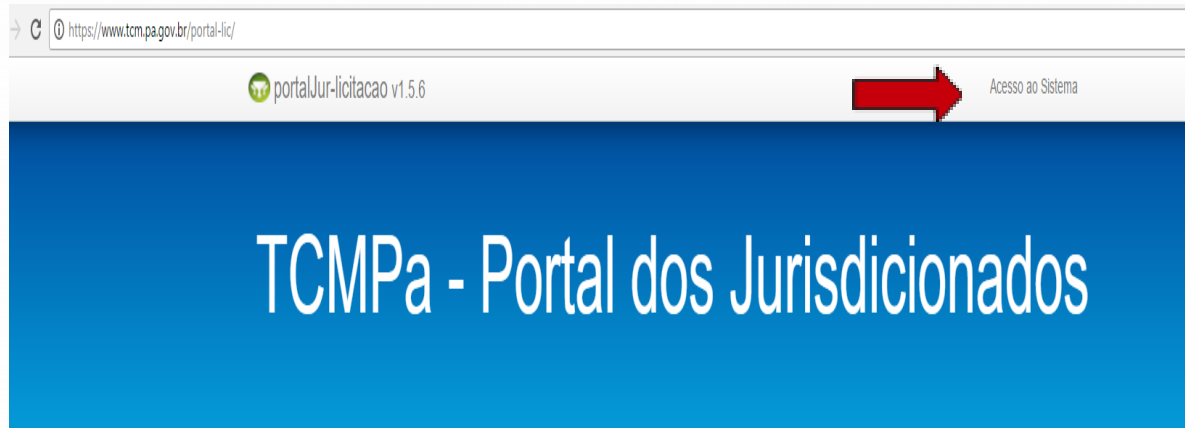 https://www.tcm.pa.gov.br/portal-lic/
portalJur-licitacao v1.5.6
Acesso ao Sistema
TCMPa - Portal dos Jurisdicionados